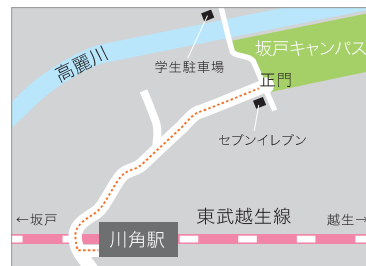 坂戸キャンパス
高麗川
学生駐車場
正門
セブンイレブン
東武越生線
←坂戸
越生→
川角駅